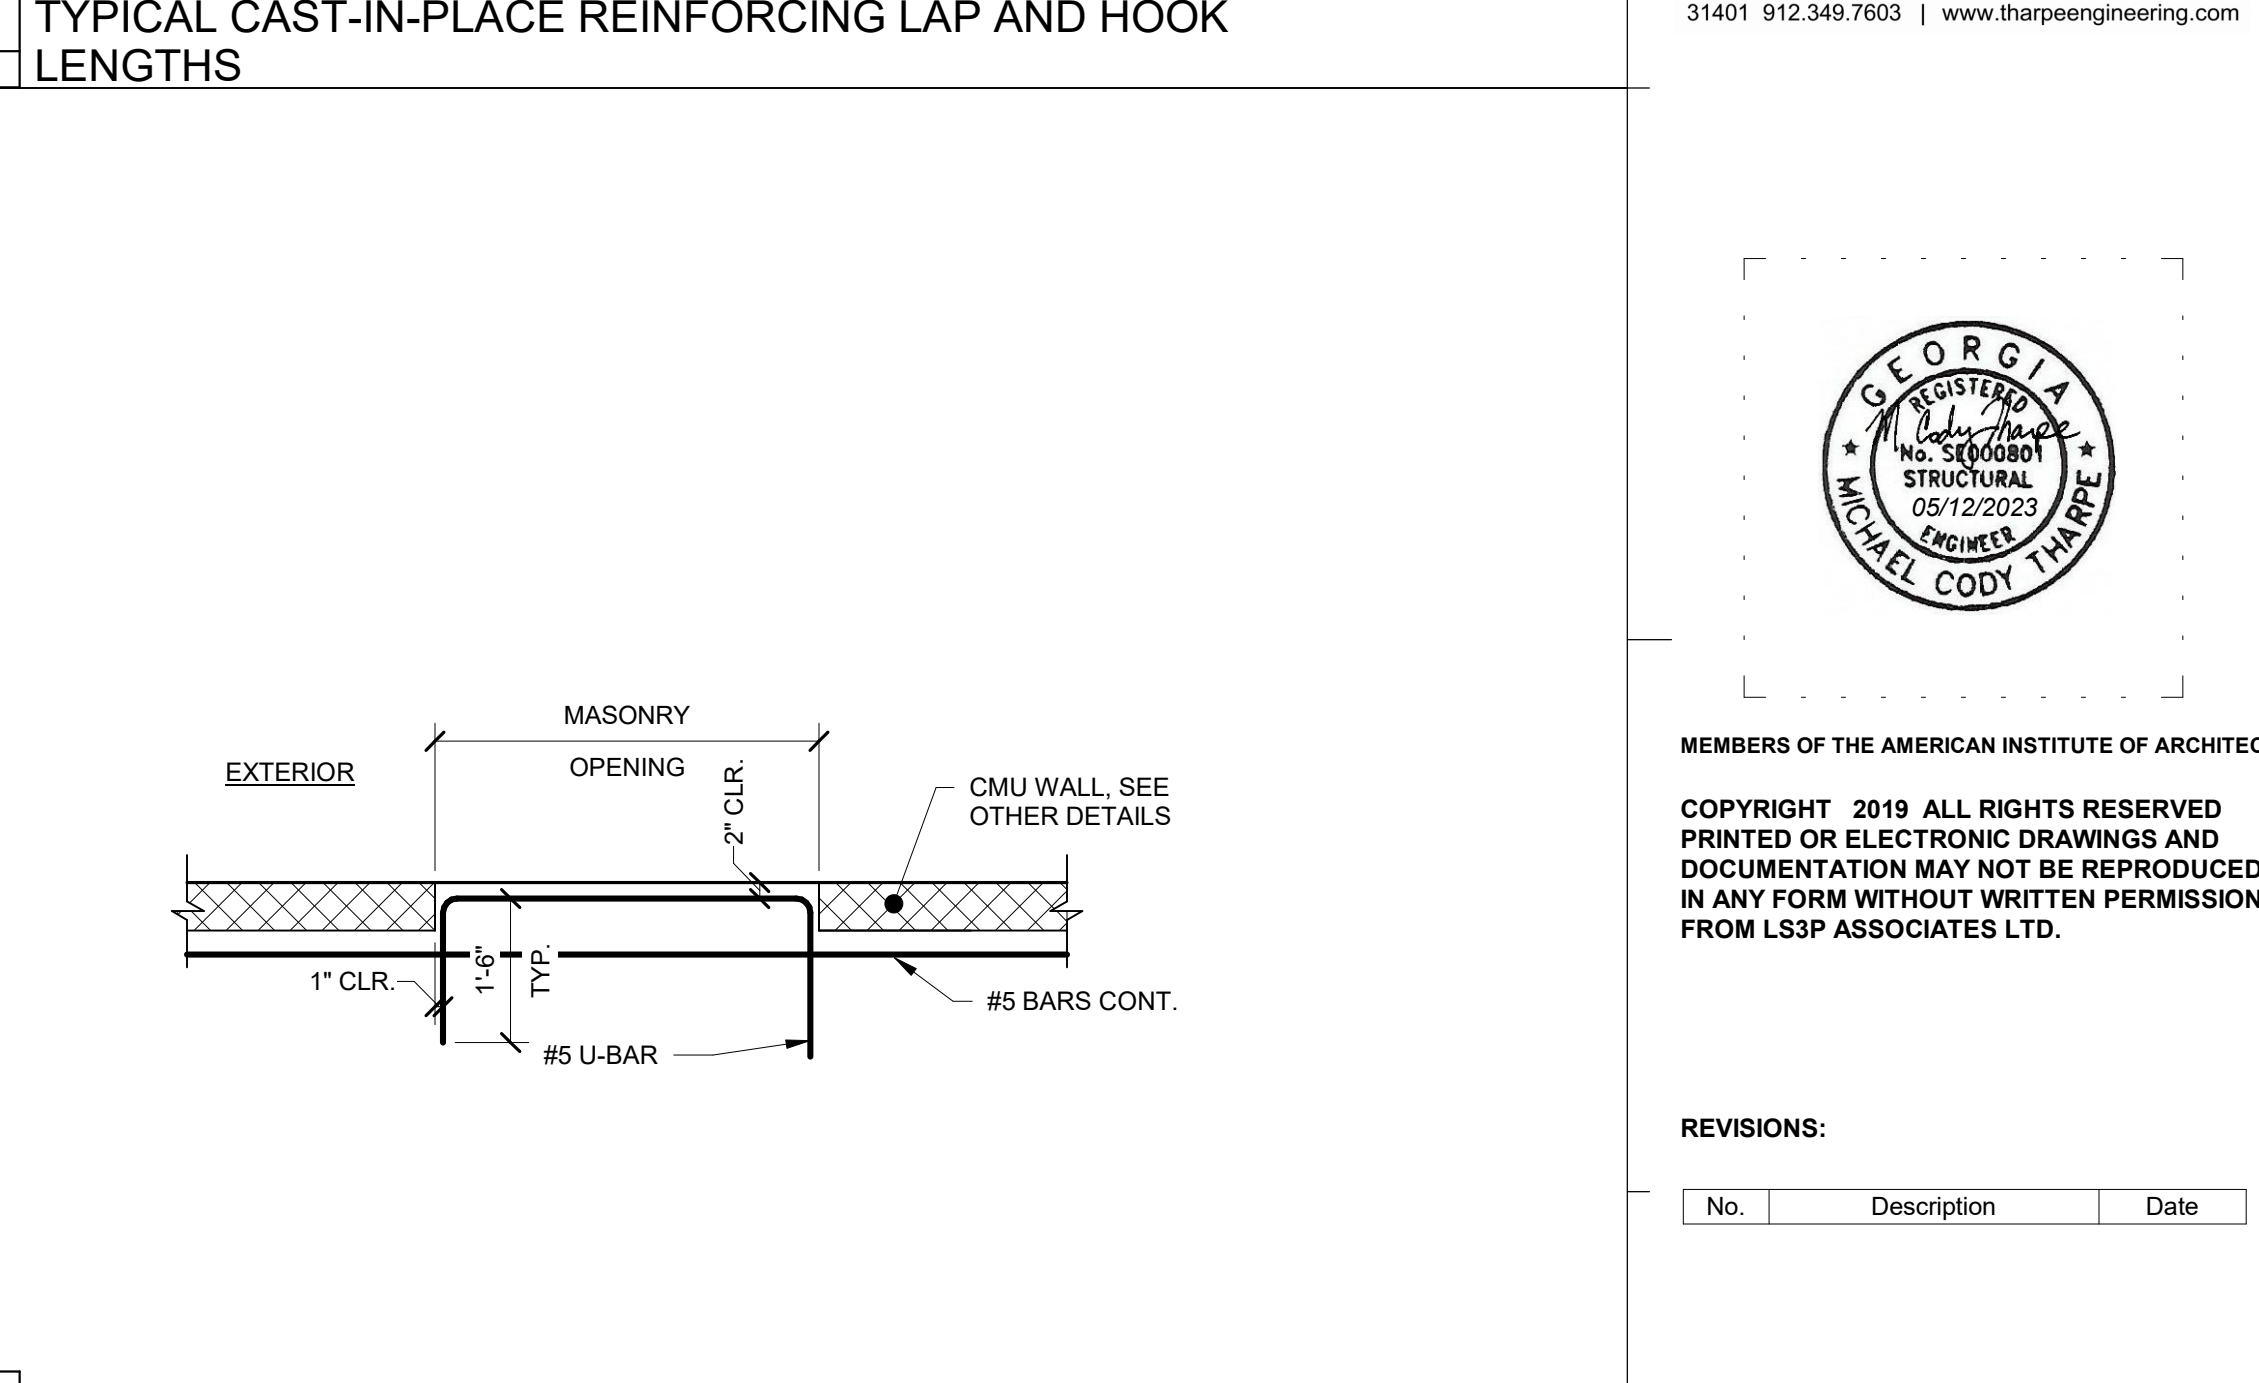 TYPICAL CAST-IN-PLACE REINFORCING LAP AND HOOK
LENGTHS
31401 912.349.7603 | www.tharpeengineering.com
GEORGIA
REGISTERED
M Cody Tharpe
No. SE000801
STRUCTURAL
05/12/2023
ENGINEER
MICHAEL CODY THARPE
MASONRY
OPENING
EXTERIOR
2" CLR.
CMU WALL, SEE
OTHER DETAILS
1" CLR.
1'-6"
TYP.
#5 BARS CONT.
#5 U-BAR
MEMBERS OF THE AMERICAN INSTITUTE OF ARCHITEC
COPYRIGHT 2019 ALL RIGHTS RESERVED
PRINTED OR ELECTRONIC DRAWINGS AND
DOCUMENTATION MAY NOT BE REPRODUCED
IN ANY FORM WITHOUT WRITTEN PERMISSION
FROM LS3P ASSOCIATES LTD.
REVISIONS:
No. Description Date